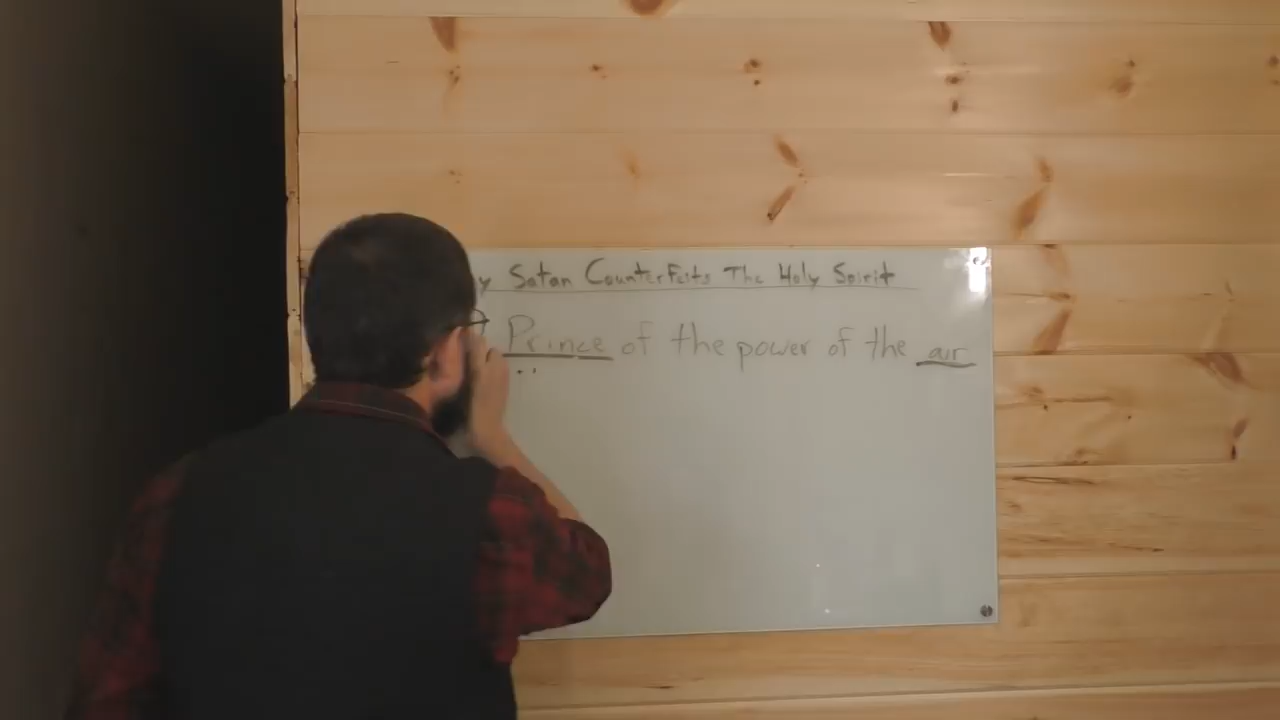 y Satan Counterfeits The Holy Spirit
Prince of the power of the air